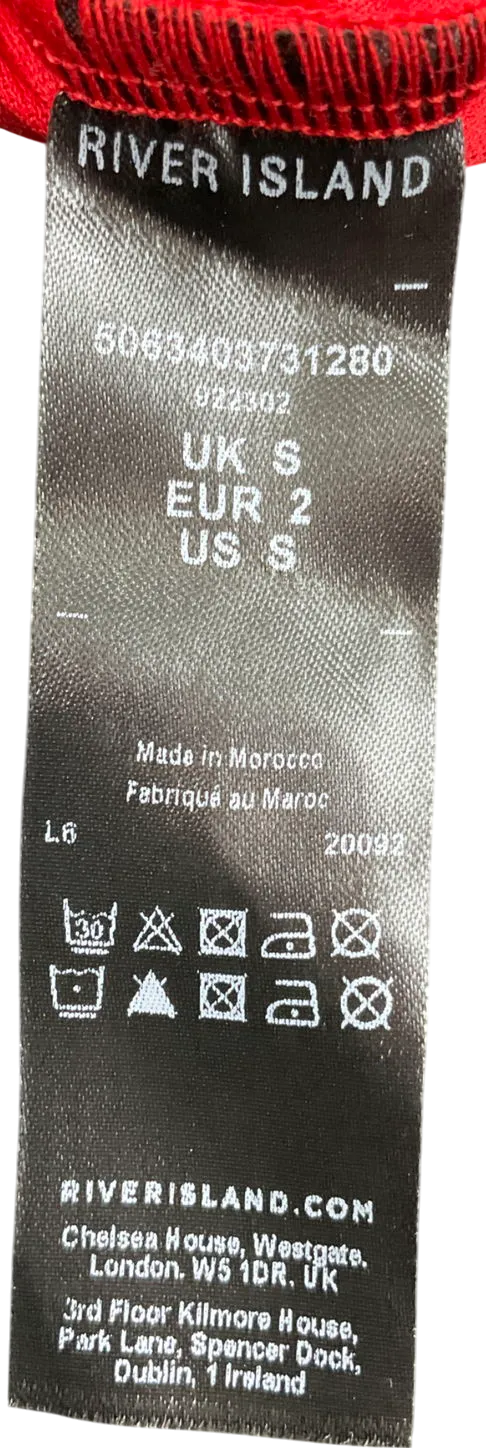 RIVER ISLAND
5063403731280
922302
UK S
EUR 2
US S
Made in Morocco
Fabriqué au Maroc
L6 20092
30
RIVERISLAND.COM
Chelsea House, Westgate.
London. W5 1DR. UK
3rd Floor Kilmore House,
Park Lane, Spencer Dock,
Dublin, 1 Ireland